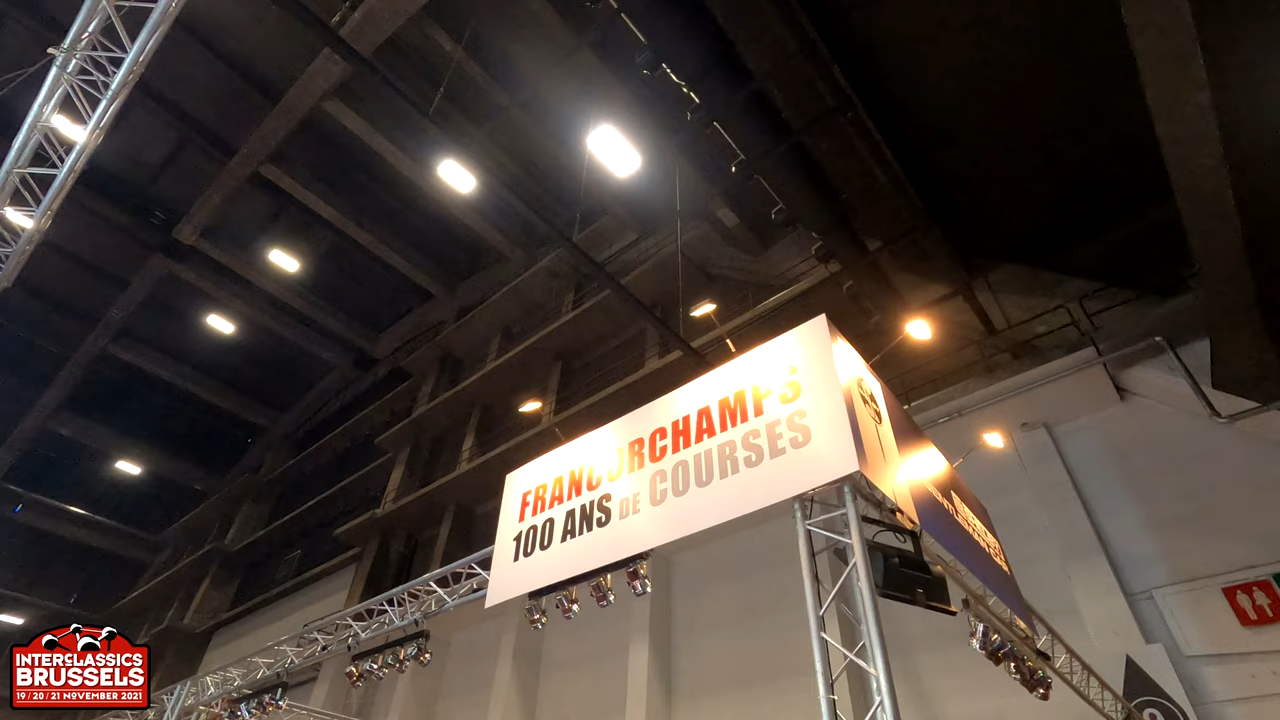 FRANCORCHAMPS
100 ANS DE COURSES
INTERCLASSICS
BRUSSELS
19 / 20 / 21 NOVEMBER 2021